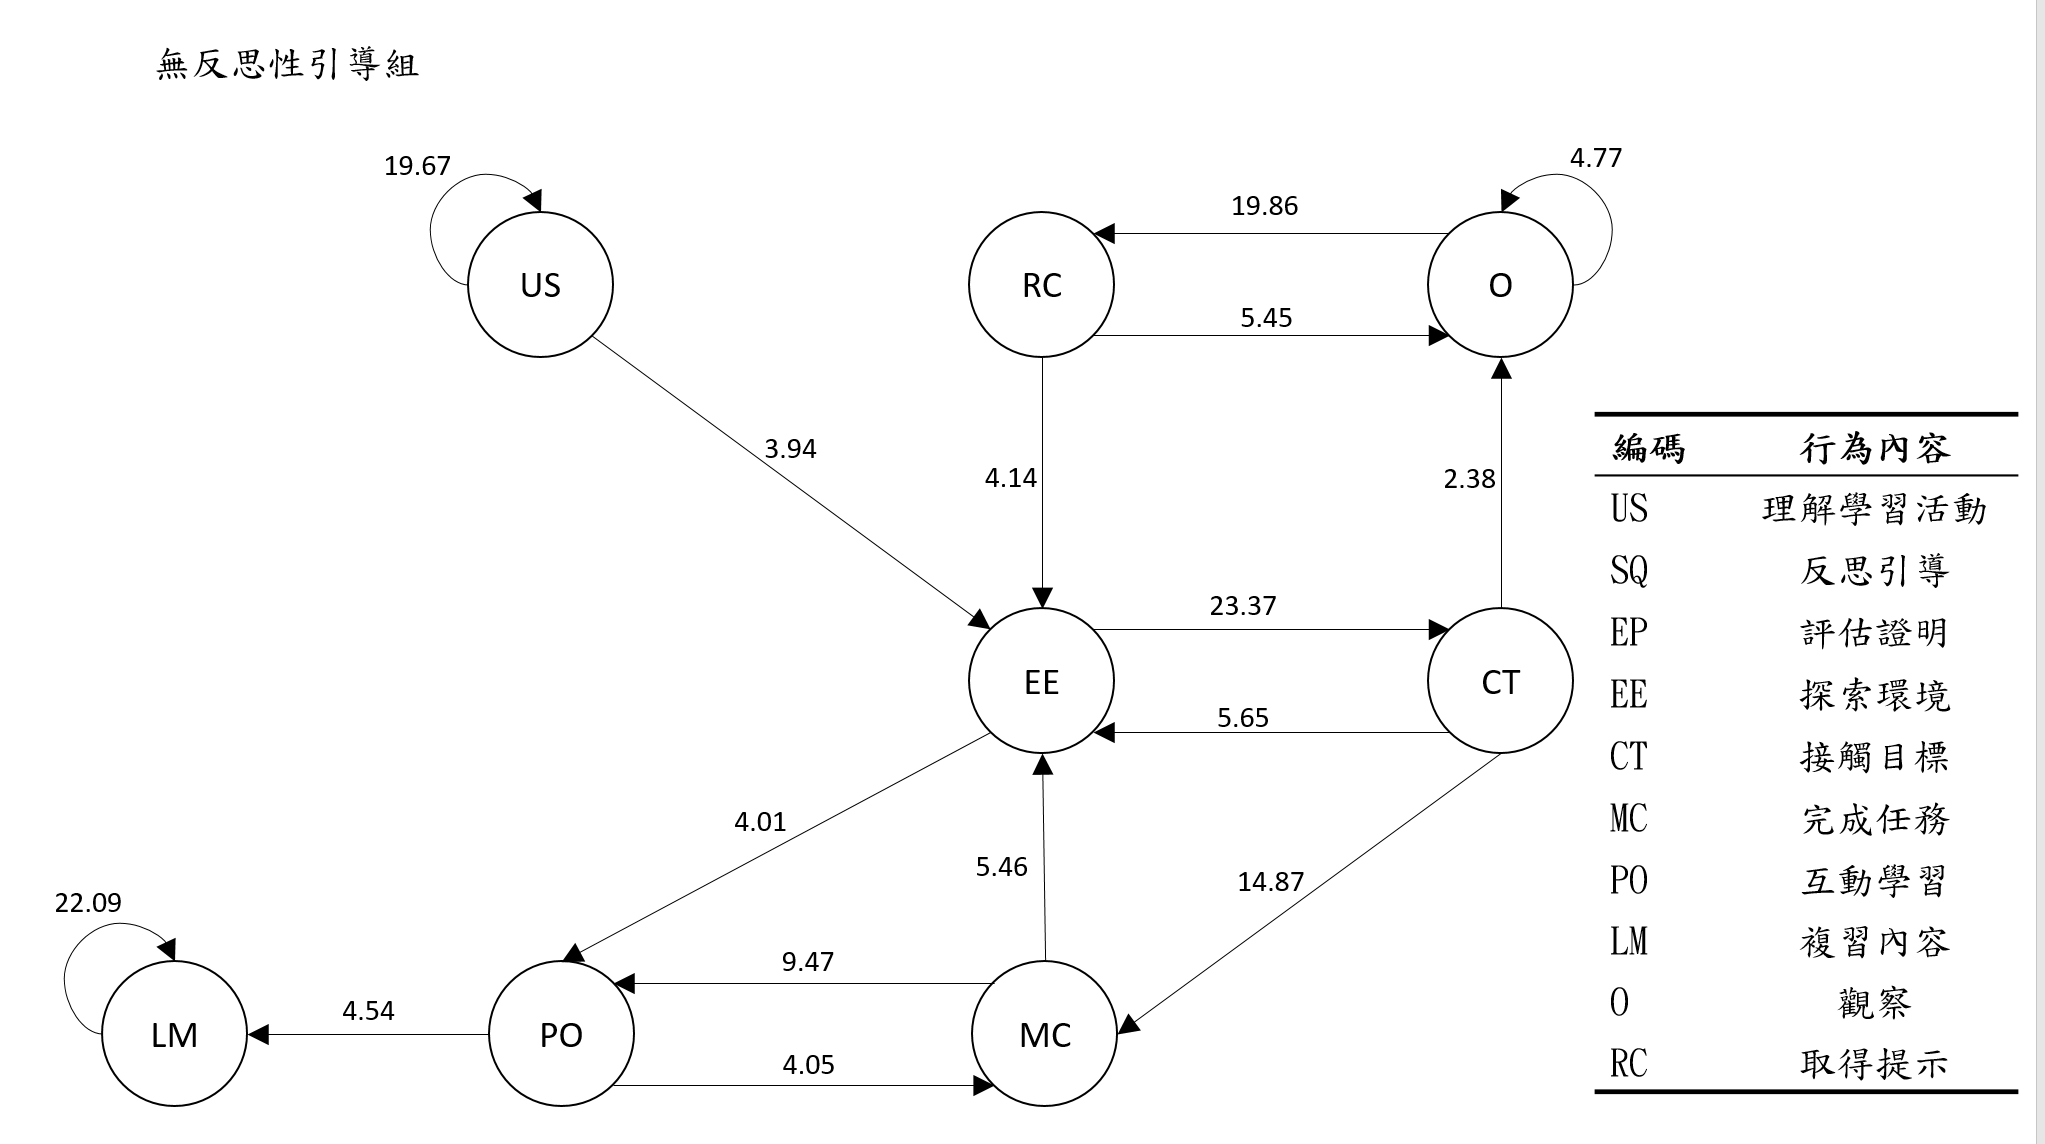 無反思性引導組
19.67
4.77
19.86
US
RC
O
5.45
3.94
4.14
2.38
23.37
EE
CT
5.65
4.01
5.46
14.87
22.09
9.47
4.54
LM
PO
MC
4.05
編碼 行為內容
US 理解學習活動
SQ 反思引導
EP 評估證明
EE 探索環境
CT 接觸目標
MC 完成任務
PO 互動學習
LM 複習內容
O 觀察
RC 取得提示